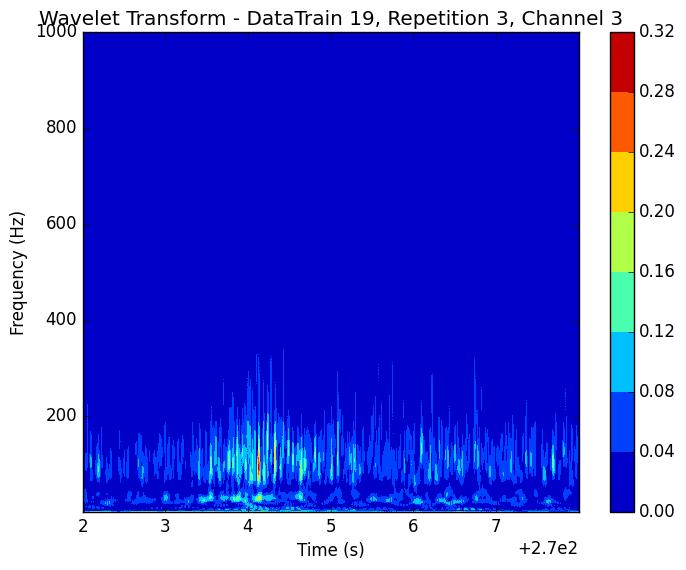 Wavelet Transform - DataTrain 19, Repetition 3, Channel 3
1000
800
600
400
200
Frequency (Hz)
2 3 4 5 6 7
Time (s)
+2.7e2
0.32
0.28
0.24
0.20
0.16
0.12
0.08
0.04
0.00